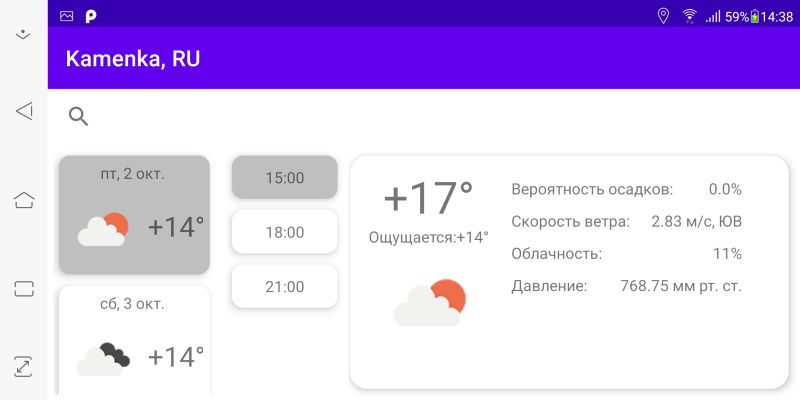 59% 14:38
Kamenka, RU
пт, 2 окт.
+14°
сб, 3 окт.
+14°
15:00
18:00
21:00
+17°
Ощущается:+14°
Вероятность осадков: 0.0%
Скорость ветра: 2.83 м/с, ЮВ
Облачность: 11%
Давление: 768.75 мм рт. ст.